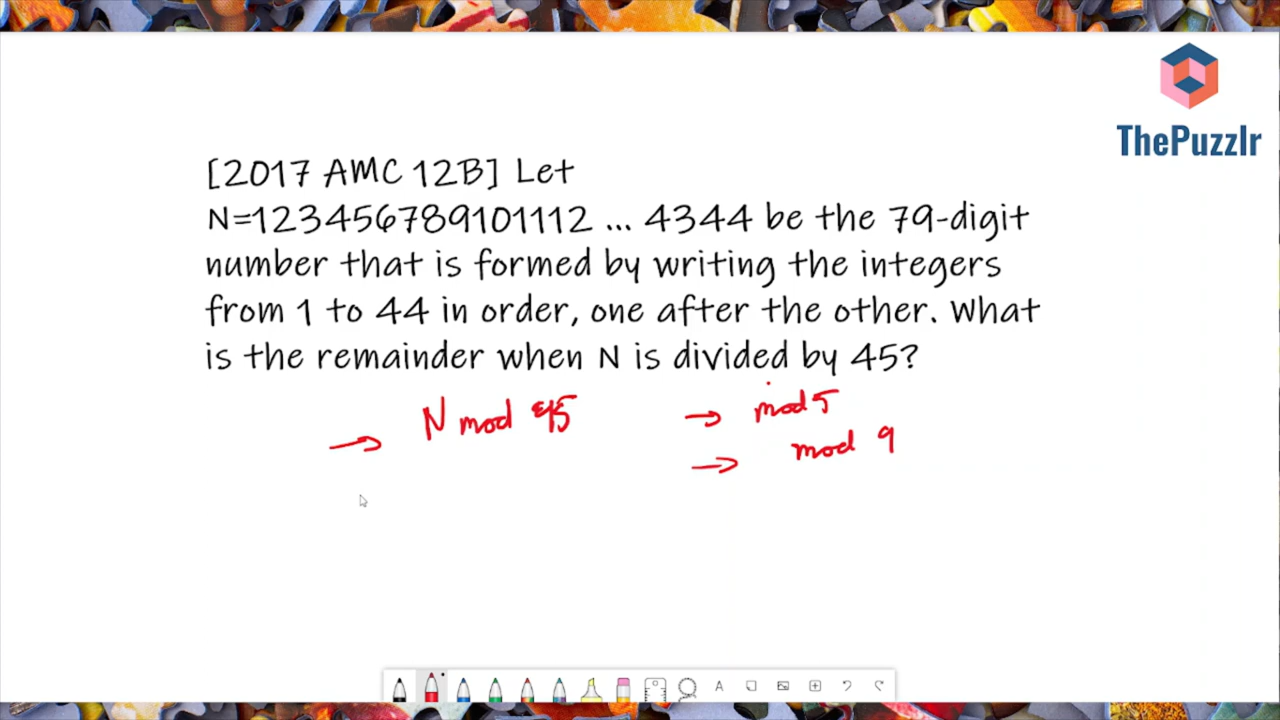 ThePuzzlr
[2017 AMC 12B] Let
N=123456789101112 ... 4344 be the 79-digit
number that is formed by writing the integers
from 1 to 44 in order, one after the other. What
is the remainder when N is divided by 45?
→ N mod 45 → mod 5
→ mod 9
A